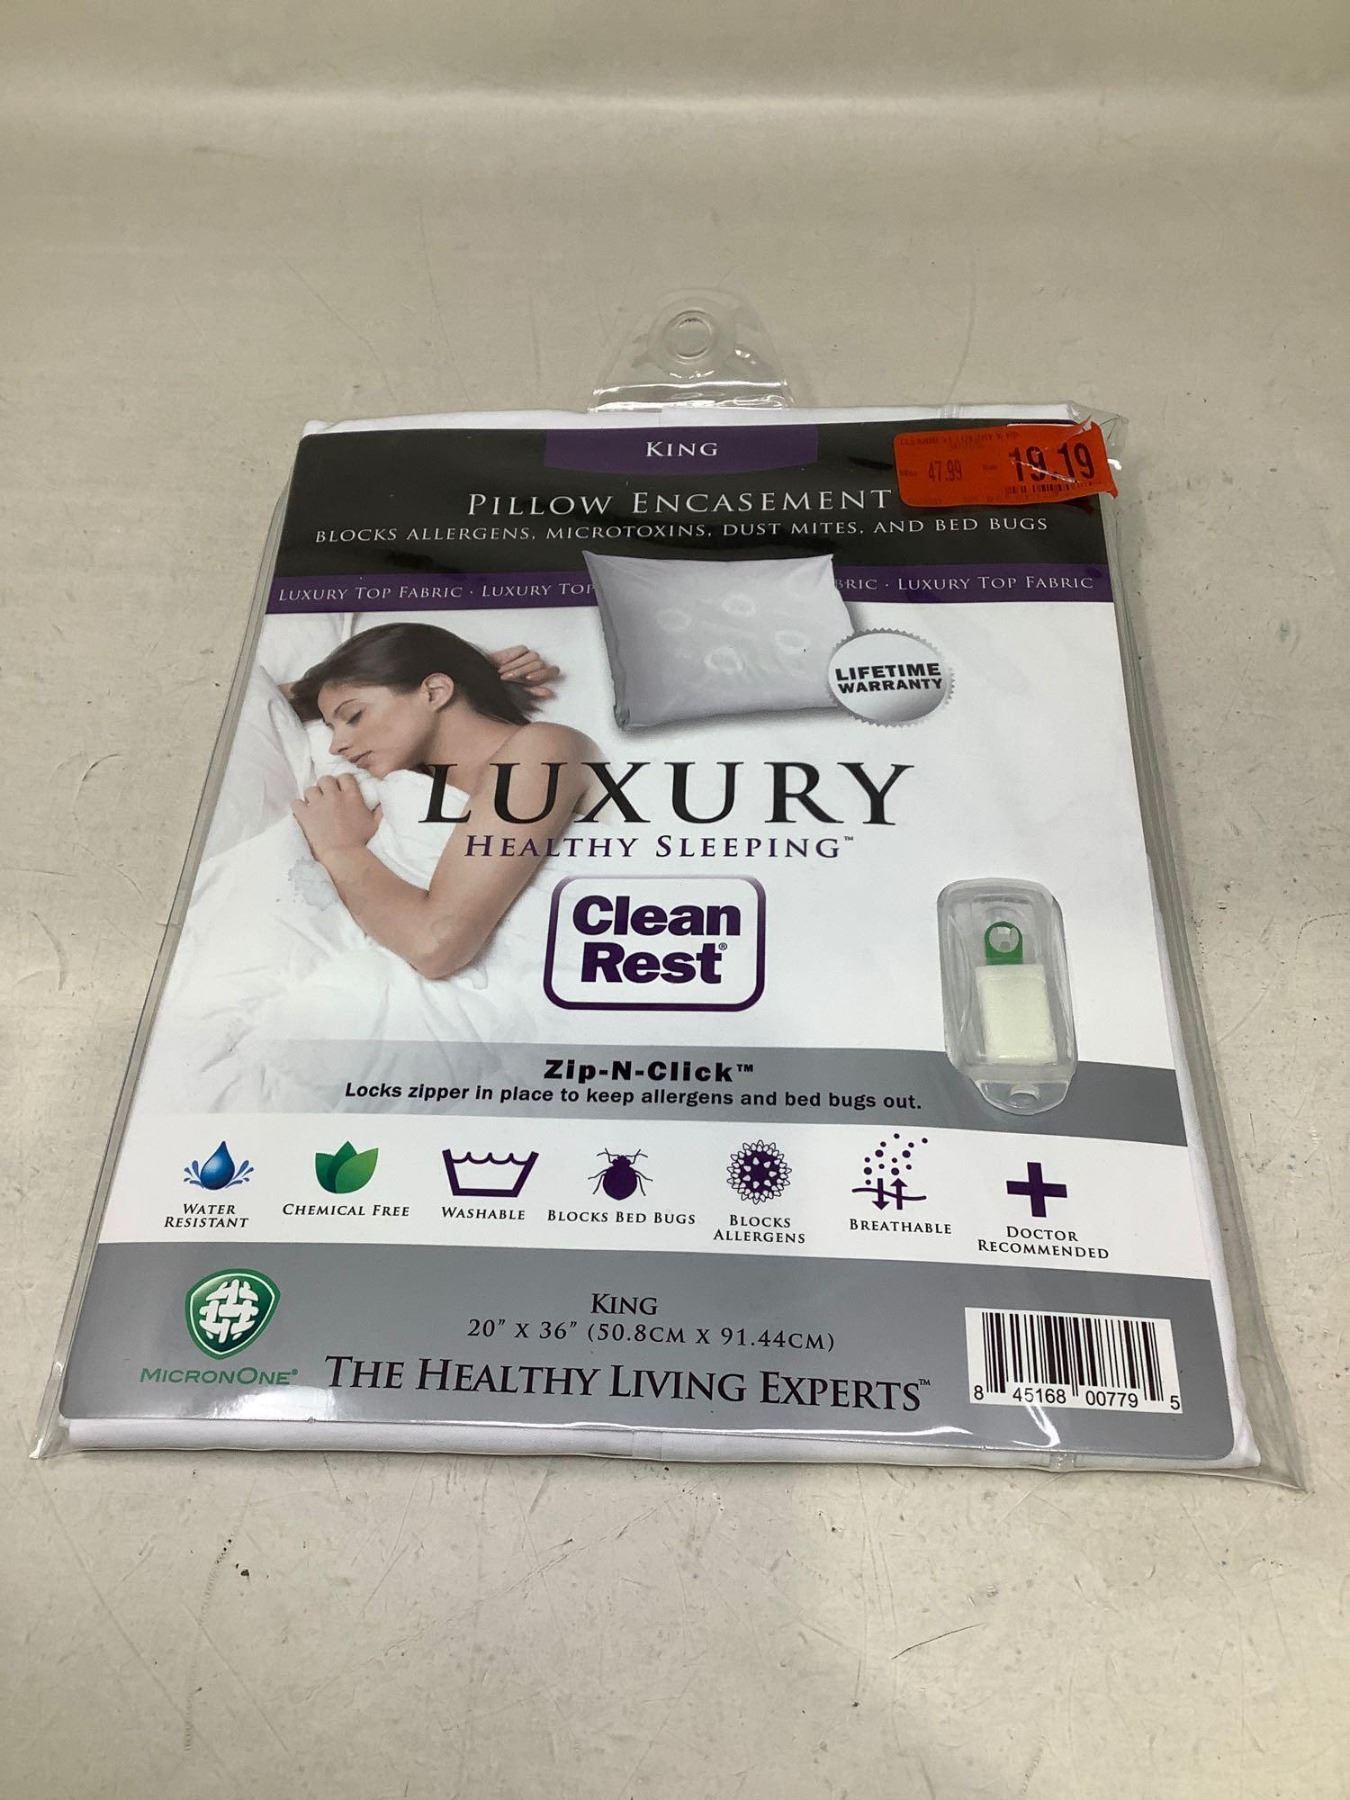 KING
47.99
19.19
PILLOW ENCASEMENT
BLOCKS ALLERGENS, MICROTOXINS, DUST MITES, AND BED BUGS
LUXURY TOP FABRIC · LUXURY TOP
BRIC · LUXURY TOP FABRIC
LIFETIME
WARRANTY
LUXURY
HEALTHY SLEEPING™
Clean
Rest®
Zip-N-Click™
Locks zipper in place to keep allergens and bed bugs out.
WATER
RESISTANT
CHEMICAL FREE
WASHABLE
BLOCKS BED BUGS
BLOCKS
ALLERGENS
BREATHABLE
DOCTOR
RECOMMENDED
MICRONONE®
KING
20" X 36" (50.8CM X 91.44CM)
THE HEALTHY LIVING EXPERTS™
8 45168 00779 5